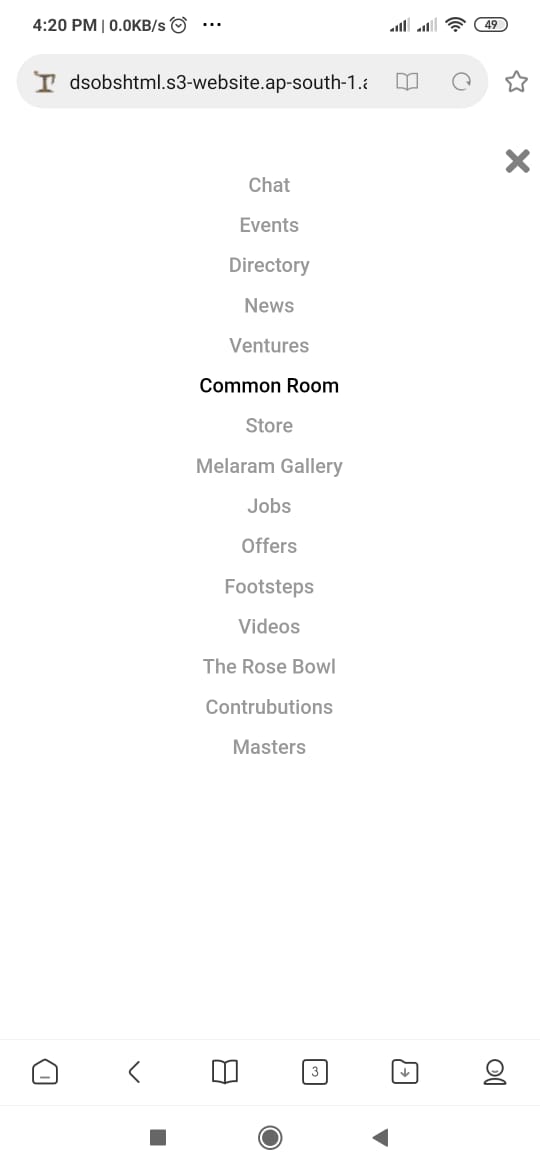 4:20 PM | 0.0KB/s ...
49
dsobshtml.s3-website.ap-south-1.a
Chat
Events
Directory
News
Ventures
Common Room
Store
Melaram Gallery
Jobs
Offers
Footsteps
Videos
The Rose Bowl
Contrubutions
Masters
3